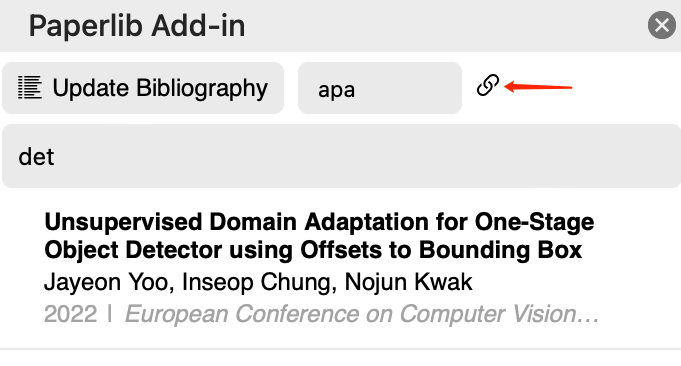 Paperlib Add-in
Update Bibliography
apa
det
Unsupervised Domain Adaptation for One-Stage
Object Detector using Offsets to Bounding Box
Jayeon Yoo, Inseop Chung, Nojun Kwak
2022 | European Conference on Computer Vision…